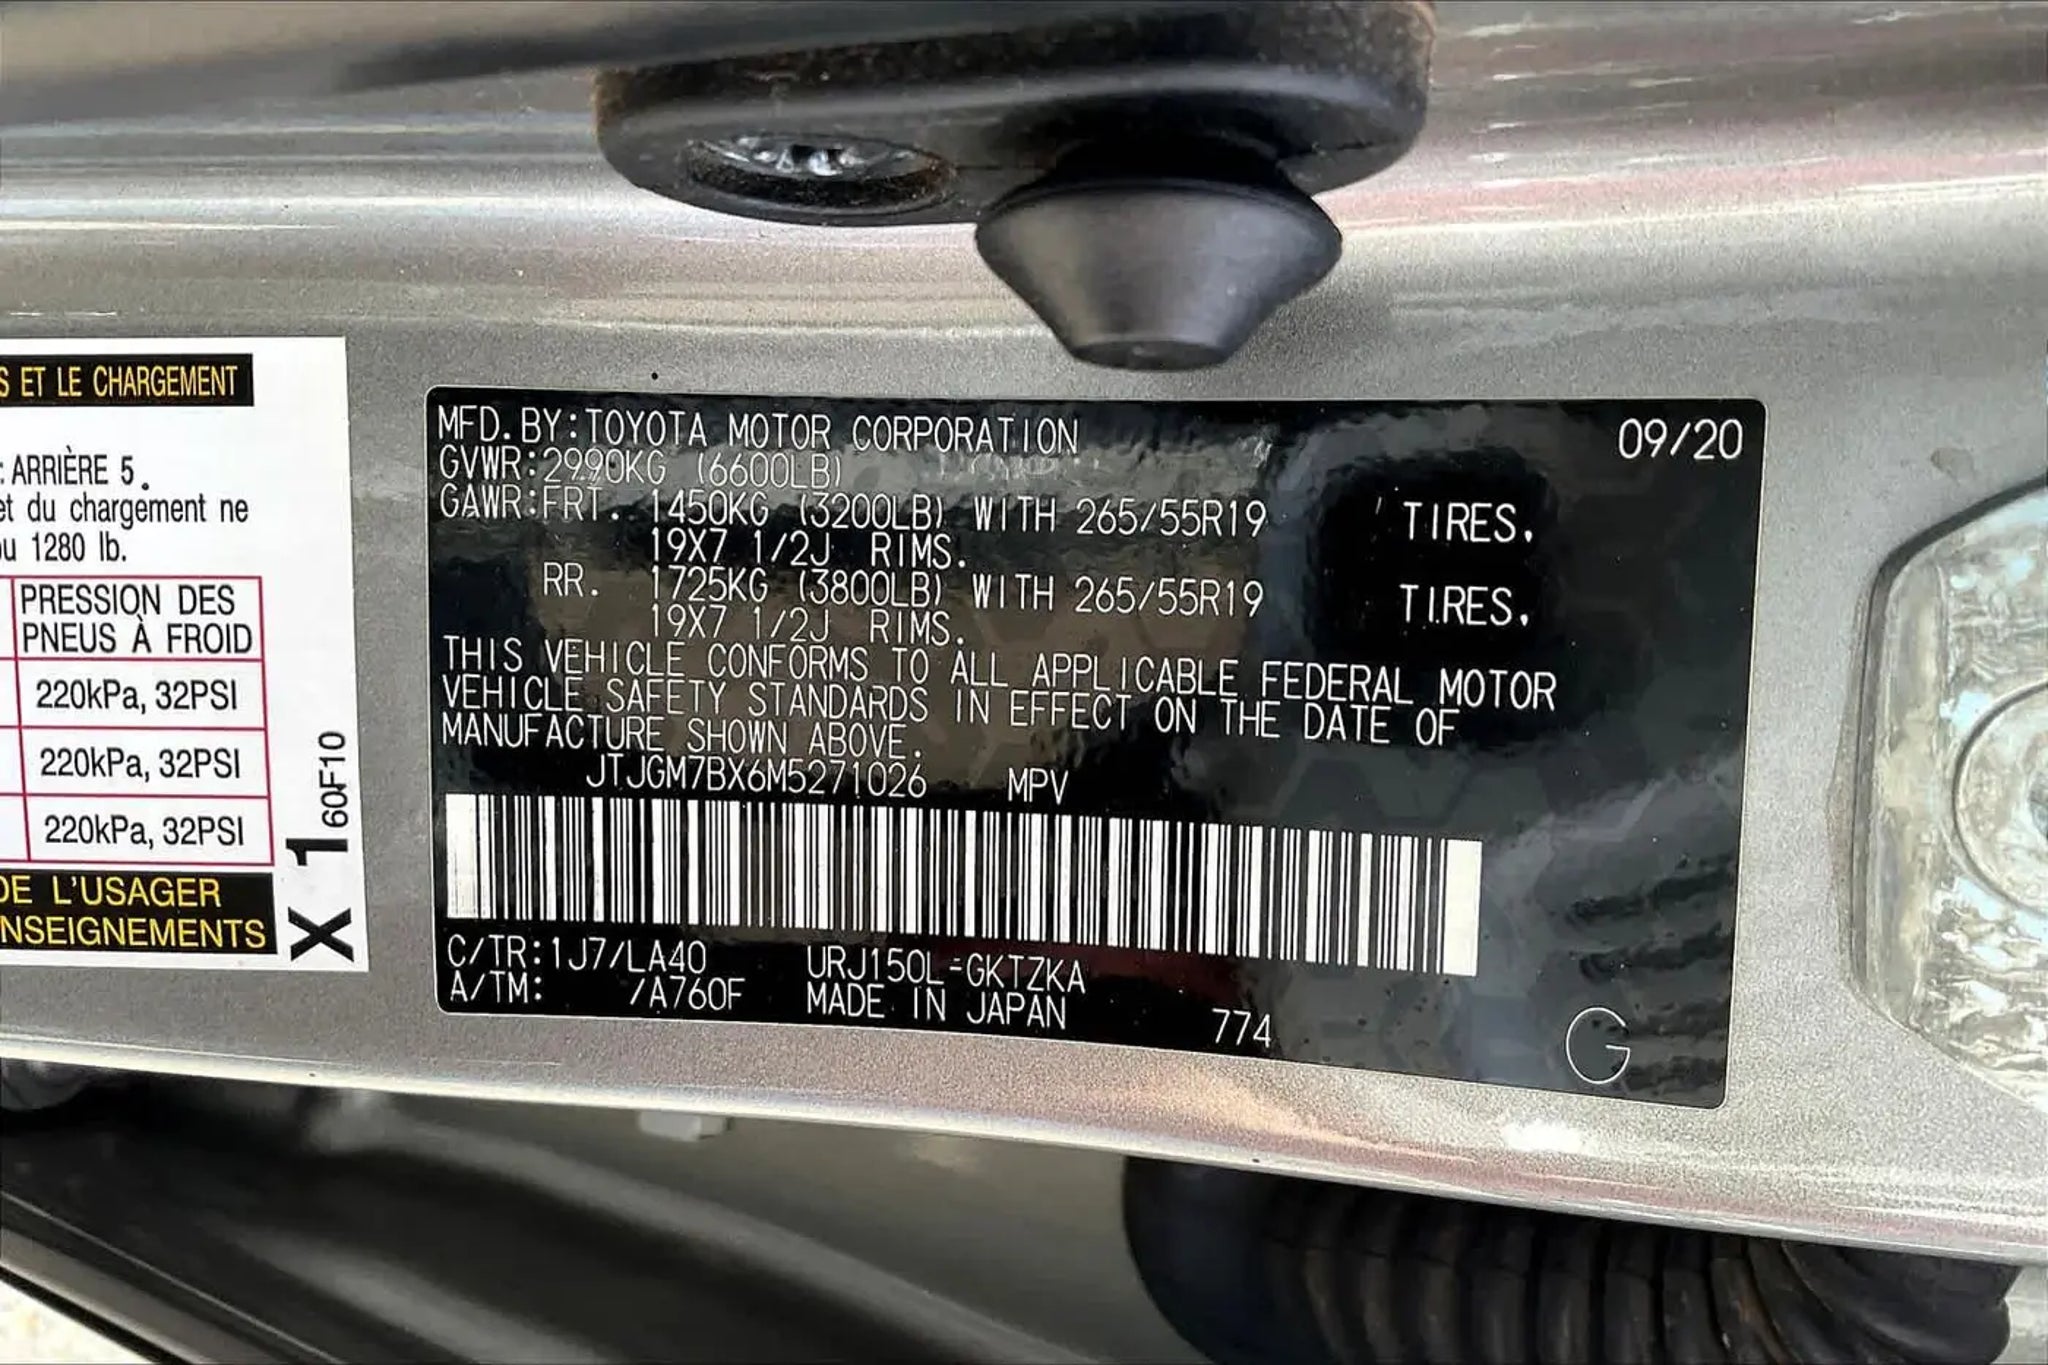 S ET LE CHARGEMENT
: ARRIÈRE 5.
et du chargement ne
ou 1280 lb.
PRESSION DES
PNEUS À FROID
220kPa, 32PSI
220kPa, 32PSI
220kPa, 32PSI
DE L'USAGER
ENSEIGNEMENTS
X 1 60F10
MFD. BY: TOYOTA MOTOR CORPORATION 09/20
GVWR: 2990KG (6600LB)
GAWR: FRT. 1450KG (3200LB) WITH 265/55R19 TIRES.
19X7 1/2J RIMS.
RR. 1725KG (3800LB) WITH 265/55R19 TIRES.
19X7 1/2J RIMS.
THIS VEHICLE CONFORMS TO ALL APPLICABLE FEDERAL MOTOR
VEHICLE SAFETY STANDARDS IN EFFECT ON THE DATE OF
MANUFACTURE SHOWN ABOVE.
JTJGM7BX6M5271026 MPV
C/TR: 1J7/LA40 URJ150L-GKTZKA
A/TM: /A760F MADE IN JAPAN 774
G